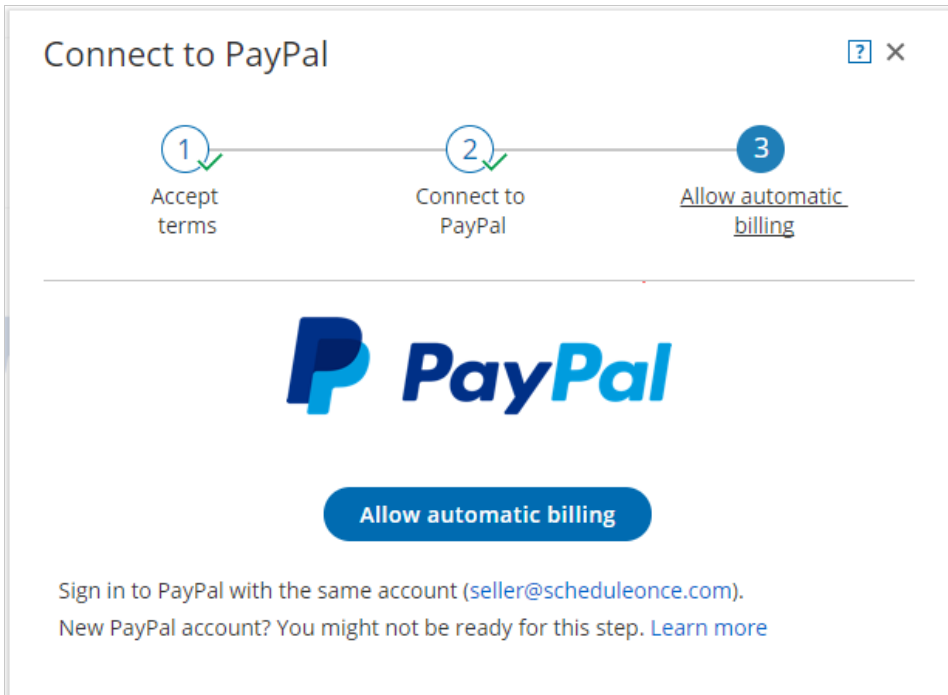 Connect to PayPal ? ×
1 2 3
Accept terms
Connect to PayPal
Allow automatic billing
PayPal
Allow automatic billing
Sign in to PayPal with the same account (seller@scheduleonce.com).
New PayPal account? You might not be ready for this step. Learn more